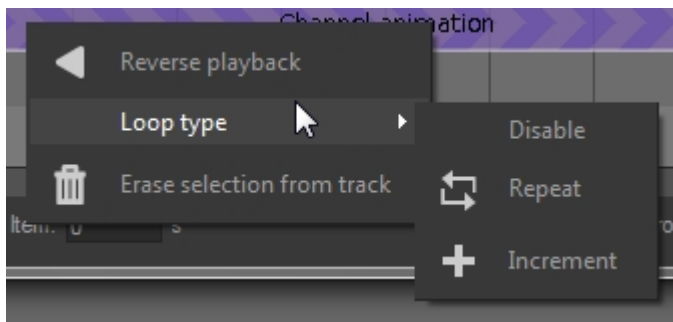 Channel animation
Reverse playback
Loop type
Disable
Erase selection from track
Repeat
Item: 0 s
Increment